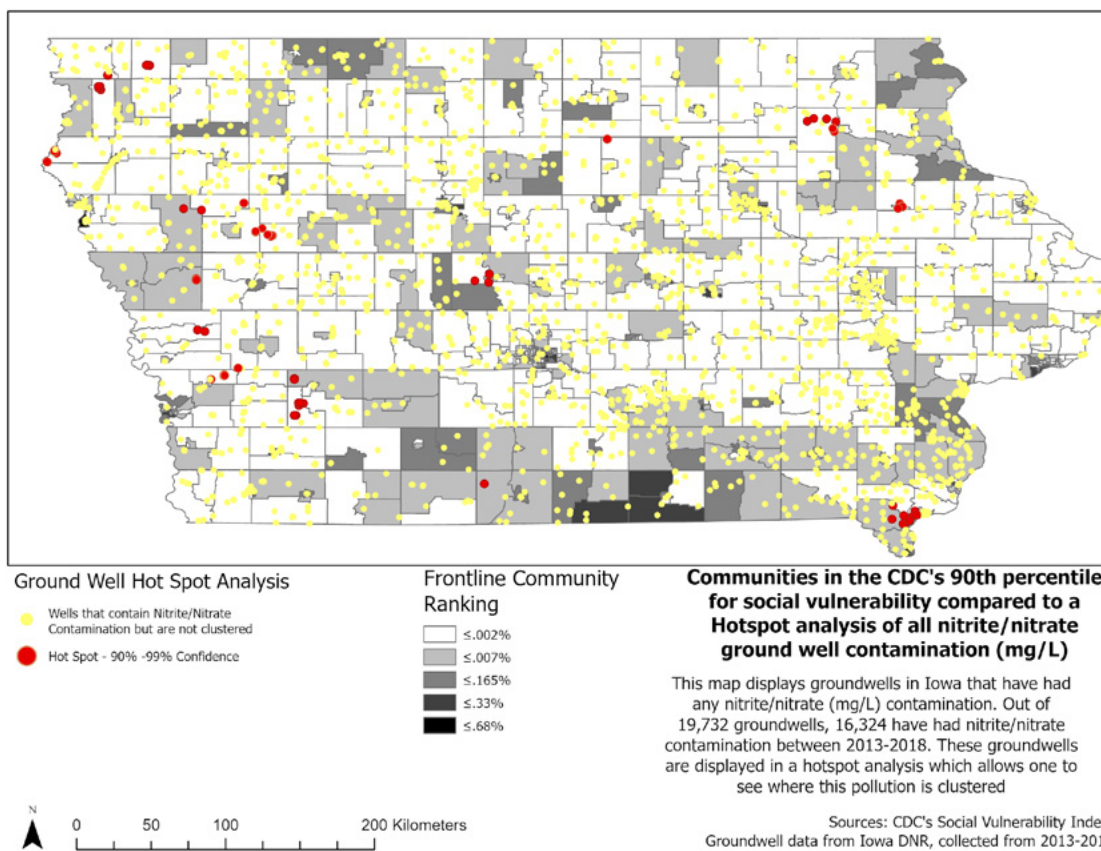 Ground Well Hot Spot Analysis
Wells that contain Nitrite/Nitrate
Contamination but are not clustered
Hot Spot - 90% -99% Confidence
Frontline Community
Ranking
≤.002%
≤.007%
≤.165%
≤.33%
≤.68%
Communities in the CDC's 90th percentile
for social vulnerability compared to a
Hotspot analysis of all nitrite/nitrate
ground well contamination (mg/L)
This map displays groundwells in Iowa that have had
any nitrite/nitrate (mg/L) contamination. Out of
19,732 groundwells, 16,324 have had nitrite/nitrate
contamination between 2013-2018. These groundwells
are displayed in a hotspot analysis which allows one to
see where this pollution is clustered
N
0 50 100 200 Kilometers
Sources: CDC's Social Vulnerability Inde
Groundwell data from Iowa DNR, collected from 2013-201